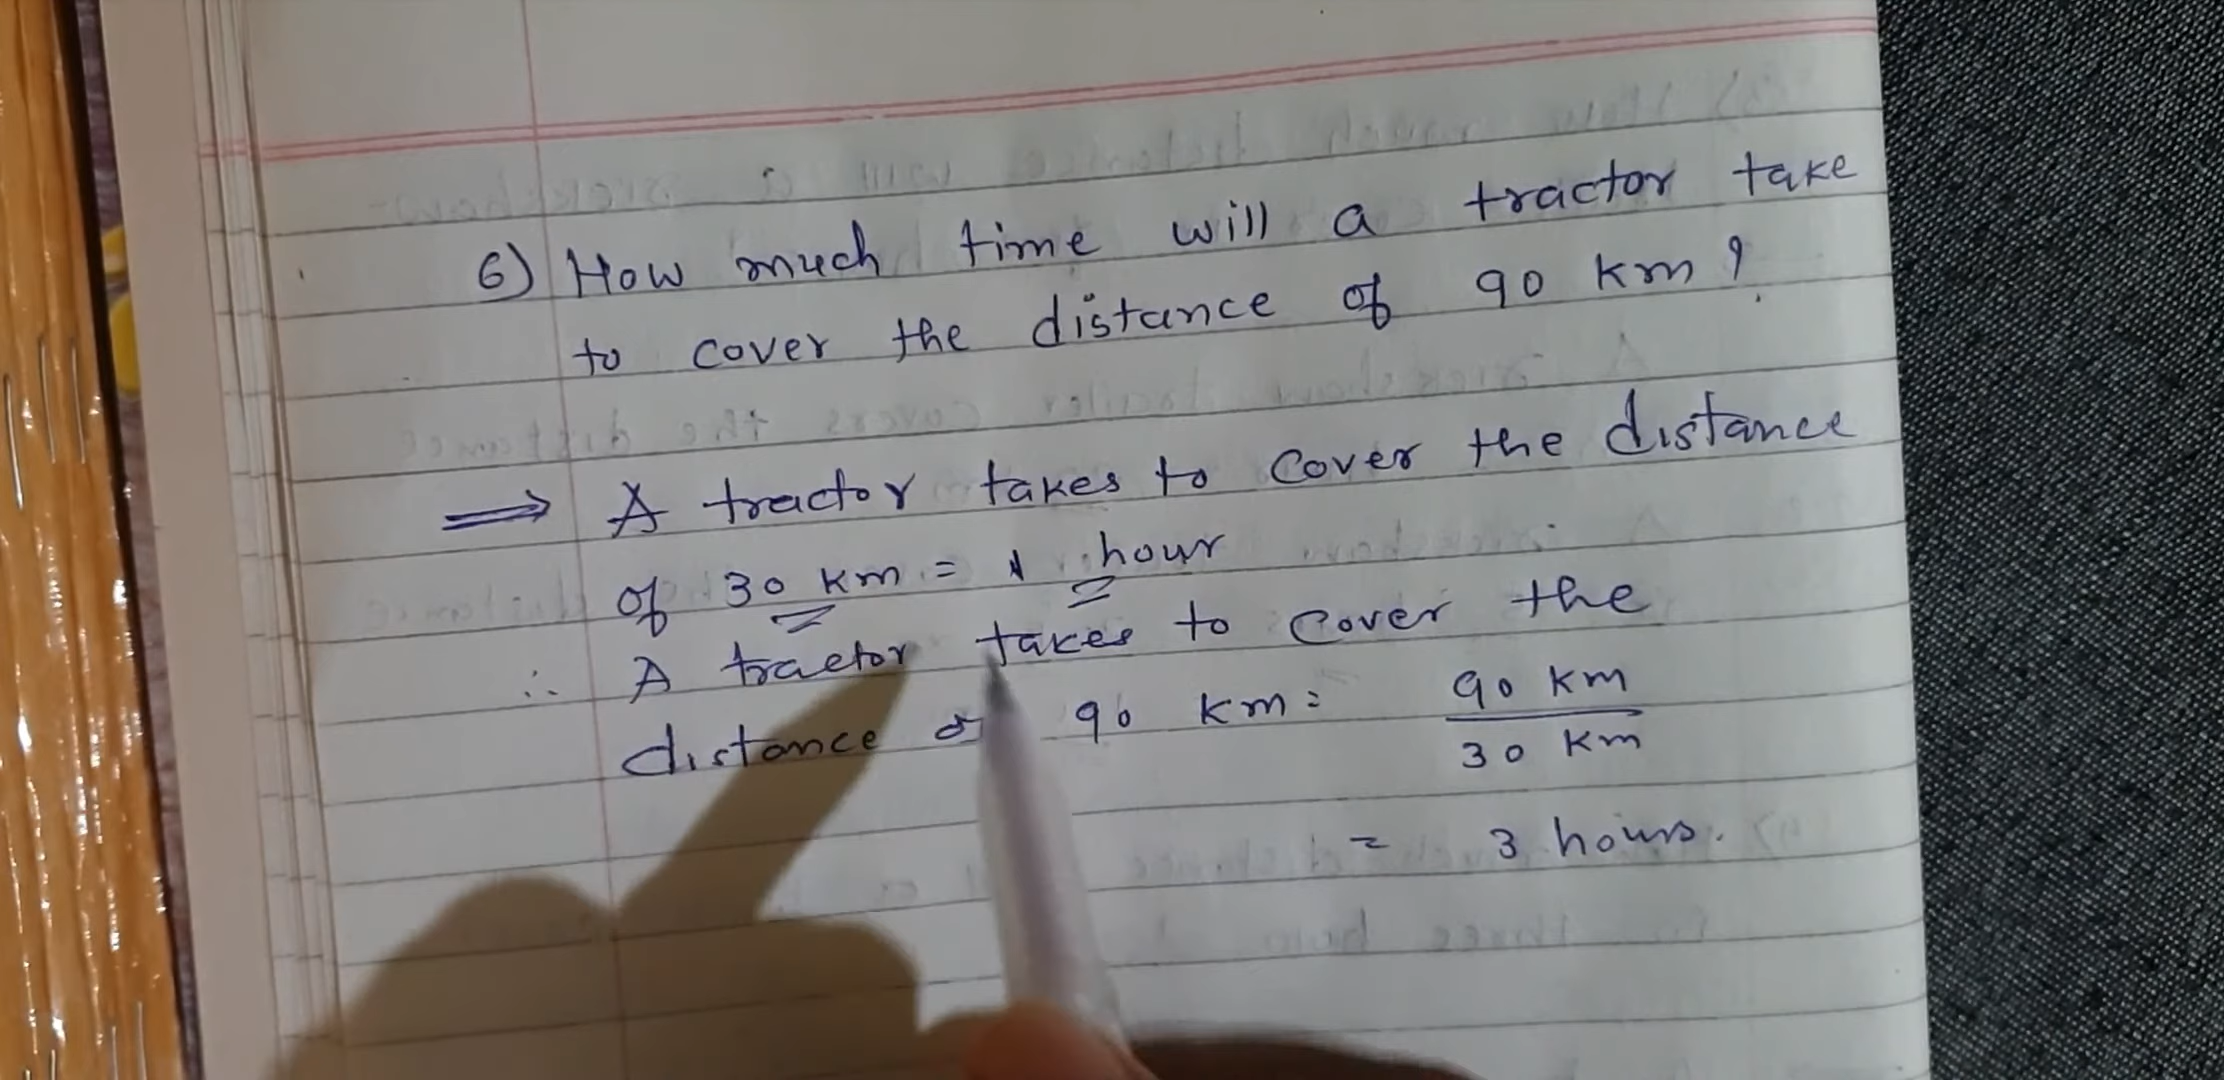 6) How much time will a tractor take
to cover the distance of 90 km?
⇒ A tractor takes to cover the distance
of 30 km = 1 hour
∴ A tractor takes to cover the
distance of 90 km = 90 km
30 km
= 3 hours.